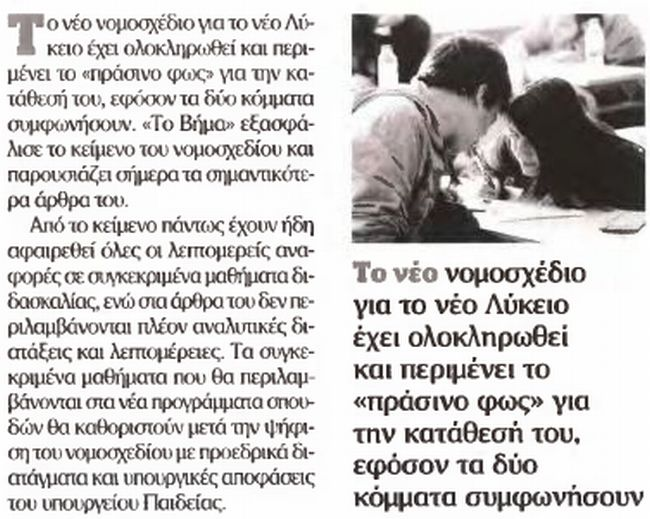 Το νέο νομοσχέδιο για το νέο Λύ-
κειο έχει ολοκληρωθεί και περι-
μένει το «πράσινο φως» για την κα-
τάθεσή του, εφόσον τα δύο κόμματα
συμφωνήσουν. «Το Βήμα» εξασφά-
λισε το κείμενο του νομοσχεδίου και
παρουσιάζει σήμερα τα σημαντικότε-
ρα άρθρα του.
Από το κείμενο πάντως έχουν ήδη
αφαιρεθεί όλες οι λεπτομερείς ανα-
φορές σε συγκεκριμένα μαθήματα δι-
δασκαλίας, ενώ στα άρθρα του δεν πε-
ριλαμβάνονται πλέον αναλυτικές δι-
ατάξεις και λεπτομέρειες. Τα συγκε-
κριμένα μαθήματα που θα περιλαμ-
βάνονται στα νέα προγράμματα σπου-
δών θα καθοριστούν μετά την ψήφι-
ση του νομοσχεδίου με προεδρικά δι-
ατάγματα και υπουργικές αποφάσεις
του υπουργείου Παιδείας.
Το νέο νομοσχέδιο
για το νέο Λύκειο
έχει ολοκληρωθεί
και περιμένει το
«πράσινο φως» για
την κατάθεσή του,
εφόσον τα δύο
κόμματα συμφωνήσουν